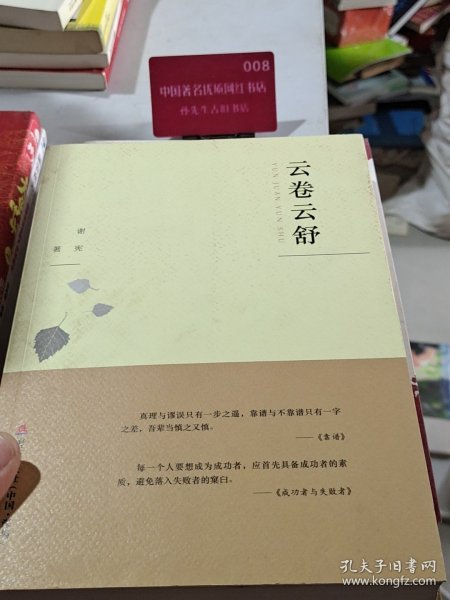 008
中国著名优质网红书店
孙先生古旧书店
云卷云舒
YUN JUAN YUN SHU
谢宪
著
真理与谬误只有一步之遥，靠谱与不靠谱只有一字
之差，吾辈当慎之又慎。
——《靠谱》
每一个人要想成为成功者，应首先具备成功者的素
质，避免落入失败者的窠臼。
——《成功者与失败者》
孔夫子旧书网
www.kongfz.com